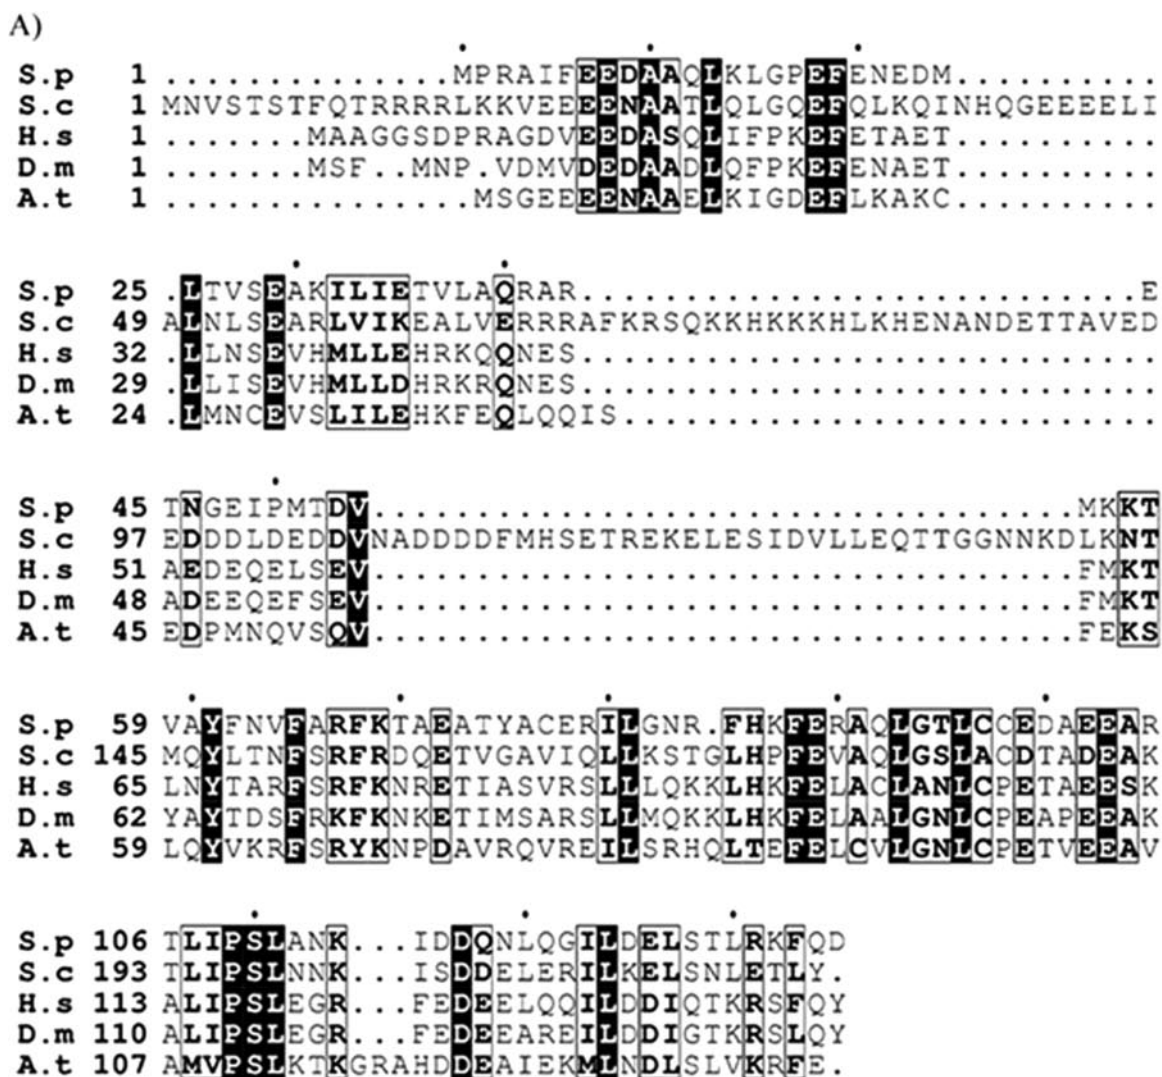 A)
S.p 1 ..............MPRAIFEEDAAQLKLGPEFENEDM..........
S.c 1 MNVSTSTFQTRRRRLKKVEEEENAATLQLGQEFQLKQINHQGEEEELI
H.s 1 .......MAAGGSDPRAGDVEEDASQLIFPKEFETAET..........
D.m 1 .......MSF..MNP.VDMVDEDAADLQFPKEFENAET..........
A.t 1 ...............MSGEEEENAAELKIGDEFLKAKC..........
S.p 25 .LTVSEAKILIETVLAQRAR...........................E
S.c 49 ALNLSEARLVIKEALVERRRAFKRSQKKHKKKHLKHENANDETTAVED
H.s 32 .LLNSEVHMLLEHRKQQNES............................
D.m 29 .LLISEVHMLLDHRKRQNES............................
A.t 24 .LMNCEVSLILEHKFEQLQQIS..........................
S.p 45 TNGEIPMTDV..................................MKKT
S.c 97 EDDDLDEDDVNADDDDFMHSETREKELESIDVLLEQTTGGNNKDLKNT
H.s 51 AEDEQELSEV..................................FMKT
D.m 48 ADEEQEFSEV..................................FMKT
A.t 45 EDPMNQVSQV..................................FEKS
S.p 59 VAYFNVFARFKTAEATYACERILGNR.FHKFERAQLGTLCCEDAEEAR
S.c 145 MQYLTNFSRFRDQETVGAVIQLLKSTGLHPFEVAQLGSLACDTADEAK
H.s 65 LNYTARFSRFKNRETIASVRSLLLQKKLHKFELACLANLCPETAEESK
D.m 62 YAYTDSFRKFKNKETIMSARSLLMQKKLHKFELAALGNLCPEAPEEAK
A.t 59 LQYVKRFSRYKNPDAVRQVREILSRHQLTEFELCVLGNLCPETVEEAV
S.p 106 TLIPSLANK...IDDQNLQGILDELSTLRKFQD
S.c 193 TLIPSLNNK...ISDDELERILKELSNLETLY.
H.s 113 ALIPSLEGR...FEDEELQQILDDIQTKRSFQY
D.m 110 ALIPSLEGR...FEDEEAREILDDIGTKRSLQY
A.t 107 AMVPSLKTKGRAHDDEAIEKMLNDLSLVKRFE.